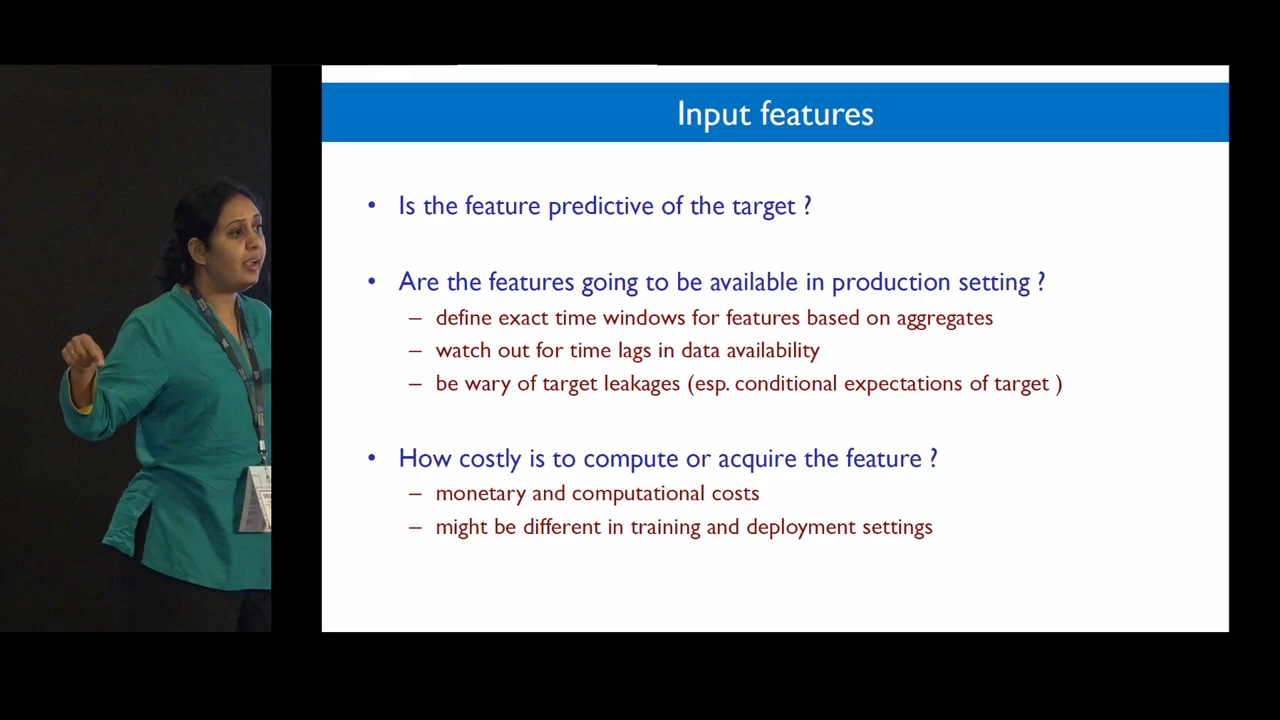 Input features
• Is the feature predictive of the target ?
• Are the features going to be available in production setting ?
– define exact time windows for features based on aggregates
– watch out for time lags in data availability
– be wary of target leakages (esp. conditional expectations of target )
• How costly is to compute or acquire the feature ?
– monetary and computational costs
– might be different in training and deployment settings